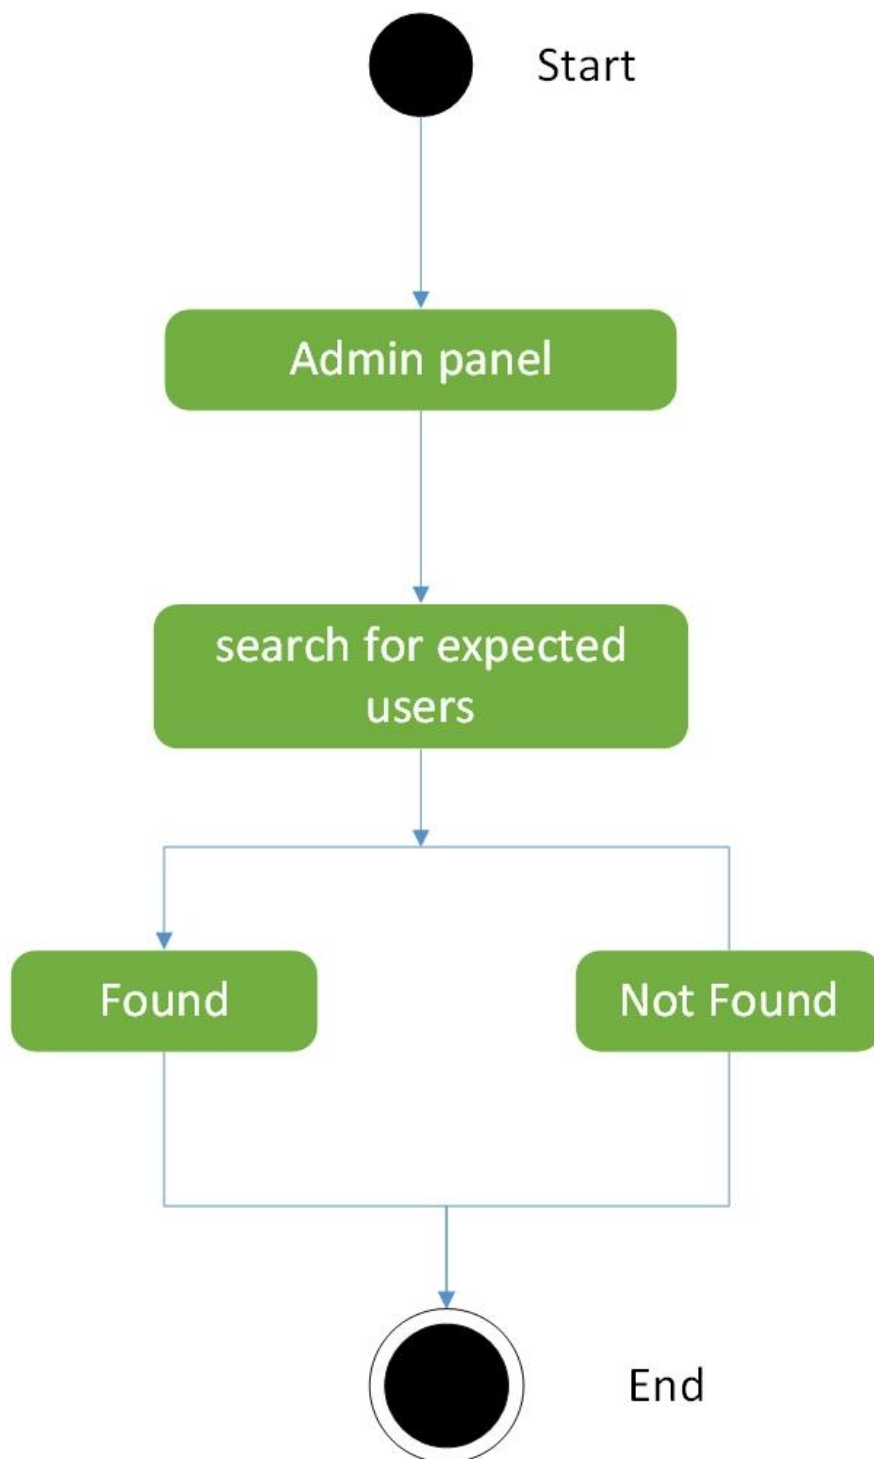 Start
Admin panel
search for expected
users
Found
Not Found
End